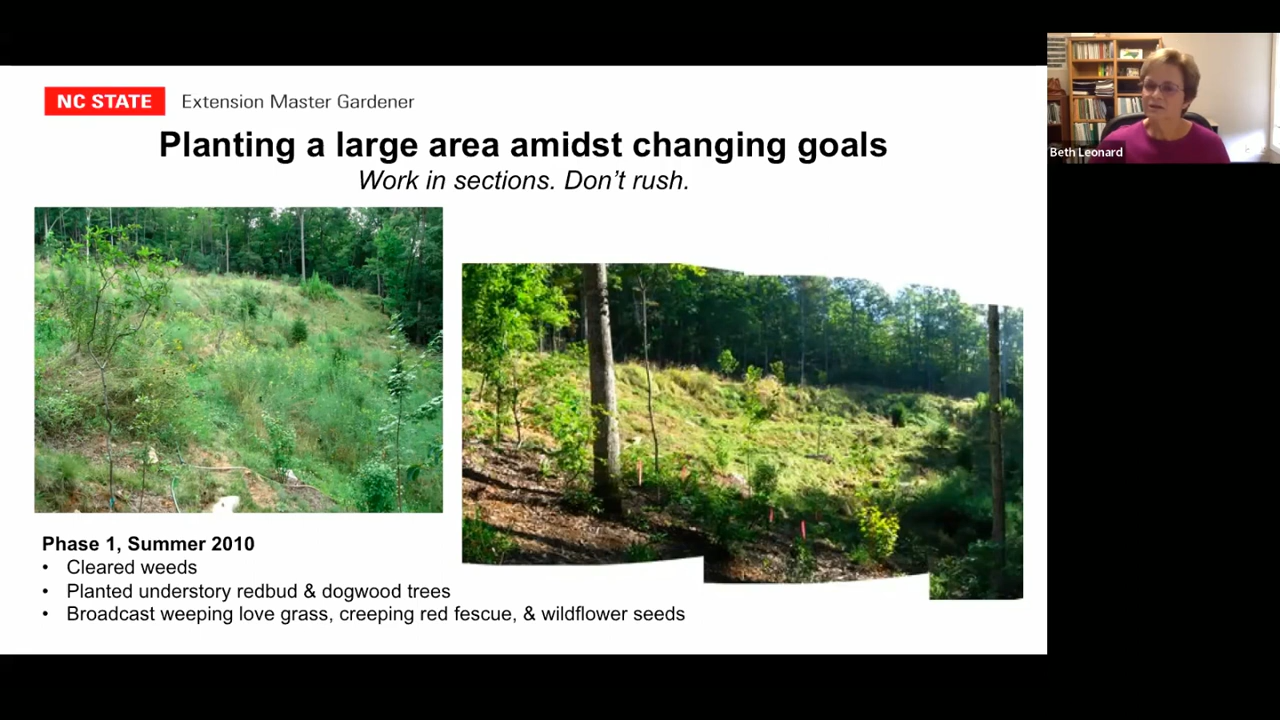 NC STATE Extension Master Gardener
Planting a large area amidst changing goals
Work in sections. Don’t rush.
Beth Leonard
Phase 1, Summer 2010
• Cleared weeds
• Planted understory redbud & dogwood trees
• Broadcast weeping love grass, creeping red fescue, & wildflower seeds